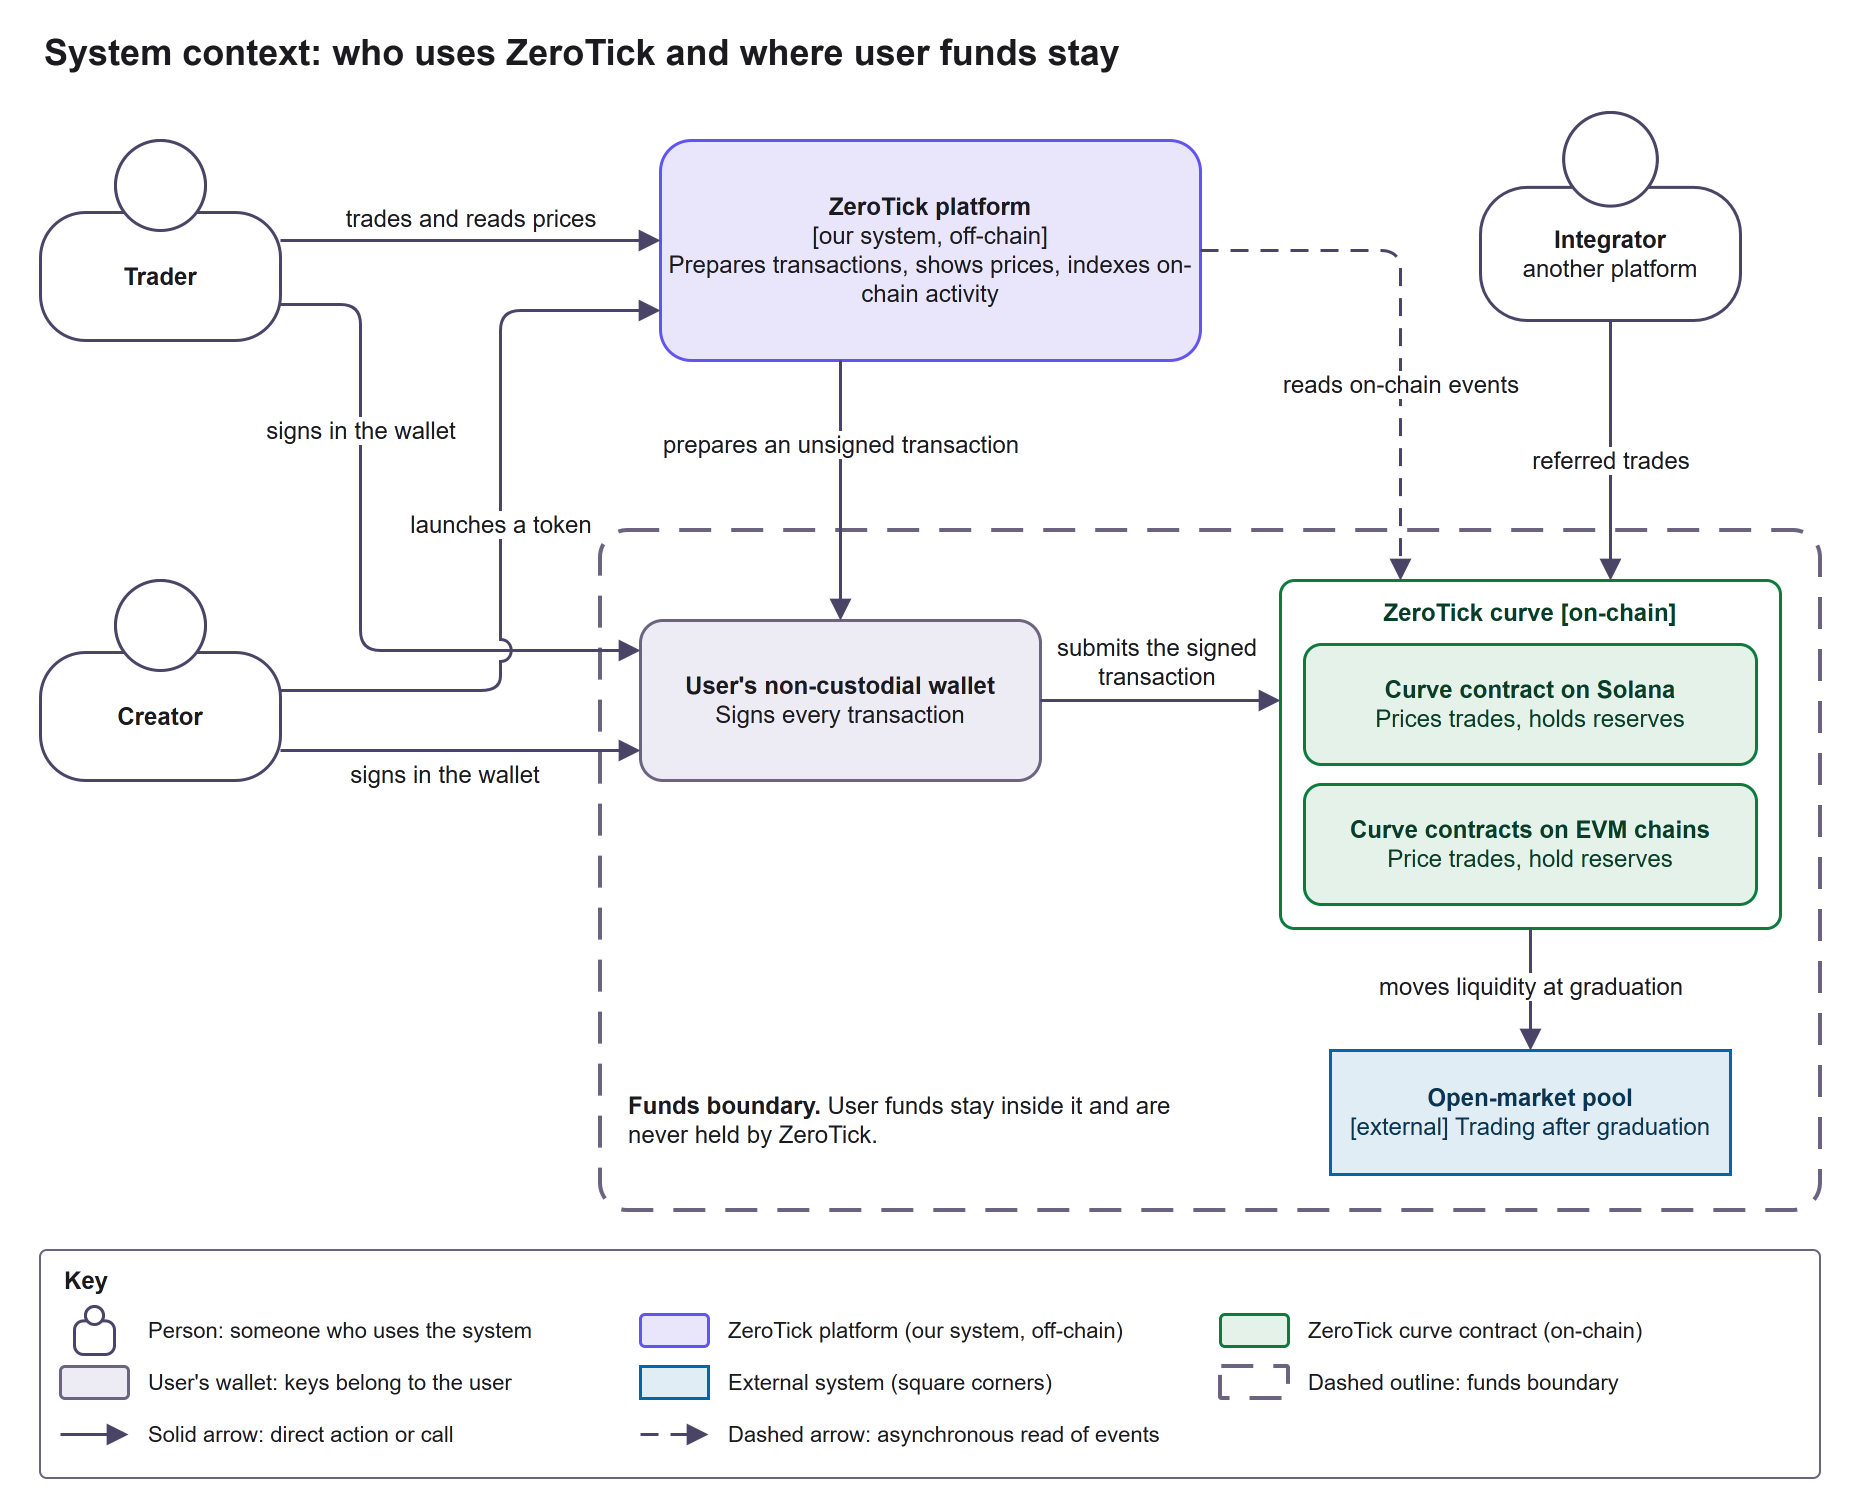 System context: who uses ZeroTick and where user funds stay
Trader
trades and reads prices
ZeroTick platform
[our system, off-chain]
Prepares transactions, shows prices, indexes on-
chain activity
Integrator
another platform
signs in the wallet
prepares an unsigned transaction
reads on-chain events
referred trades
launches a token
Creator
signs in the wallet
User's non-custodial wallet
Signs every transaction
submits the signed
transaction
ZeroTick curve [on-chain]
Curve contract on Solana
Prices trades, holds reserves
Curve contracts on EVM chains
Price trades, hold reserves
moves liquidity at graduation
Funds boundary. User funds stay inside it and are
never held by ZeroTick.
Open-market pool
[external] Trading after graduation
Key
Person: someone who uses the system
ZeroTick platform (our system, off-chain)
ZeroTick curve contract (on-chain)
User's wallet: keys belong to the user
External system (square corners)
Dashed outline: funds boundary
Solid arrow: direct action or call
Dashed arrow: asynchronous read of events